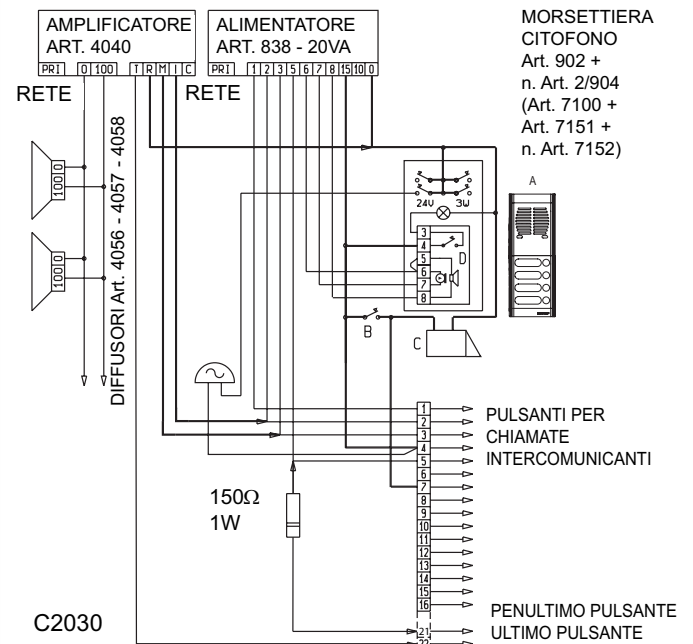 AMPLIFICATORE
ART. 4040
PRI 0 100 T R M I C
RETE
ALIMENTATORE
ART. 838 - 20VA
PRI 1 2 3 5 6 7 8 15 10 0
RETE
MORSETTIERA
CITOFONO
Art. 902 +
n. Art. 2/904
(Art. 7100 +
Art. 7151 +
n. Art. 7152)
A
100 0
100 0
DIFFUSORI Art. 4056 - 4057 - 4058
24V 3W
3
4
D
5
6
7
8
B
C
1
2
3
4
5
6
7
8
9
10
11
12
13
14
15
16
21
22
PULSANTI PER
CHIAMATE
INTERCOMUNICANTI
150Ω
1W
PENULTIMO PULSANTE
ULTIMO PULSANTE
C2030